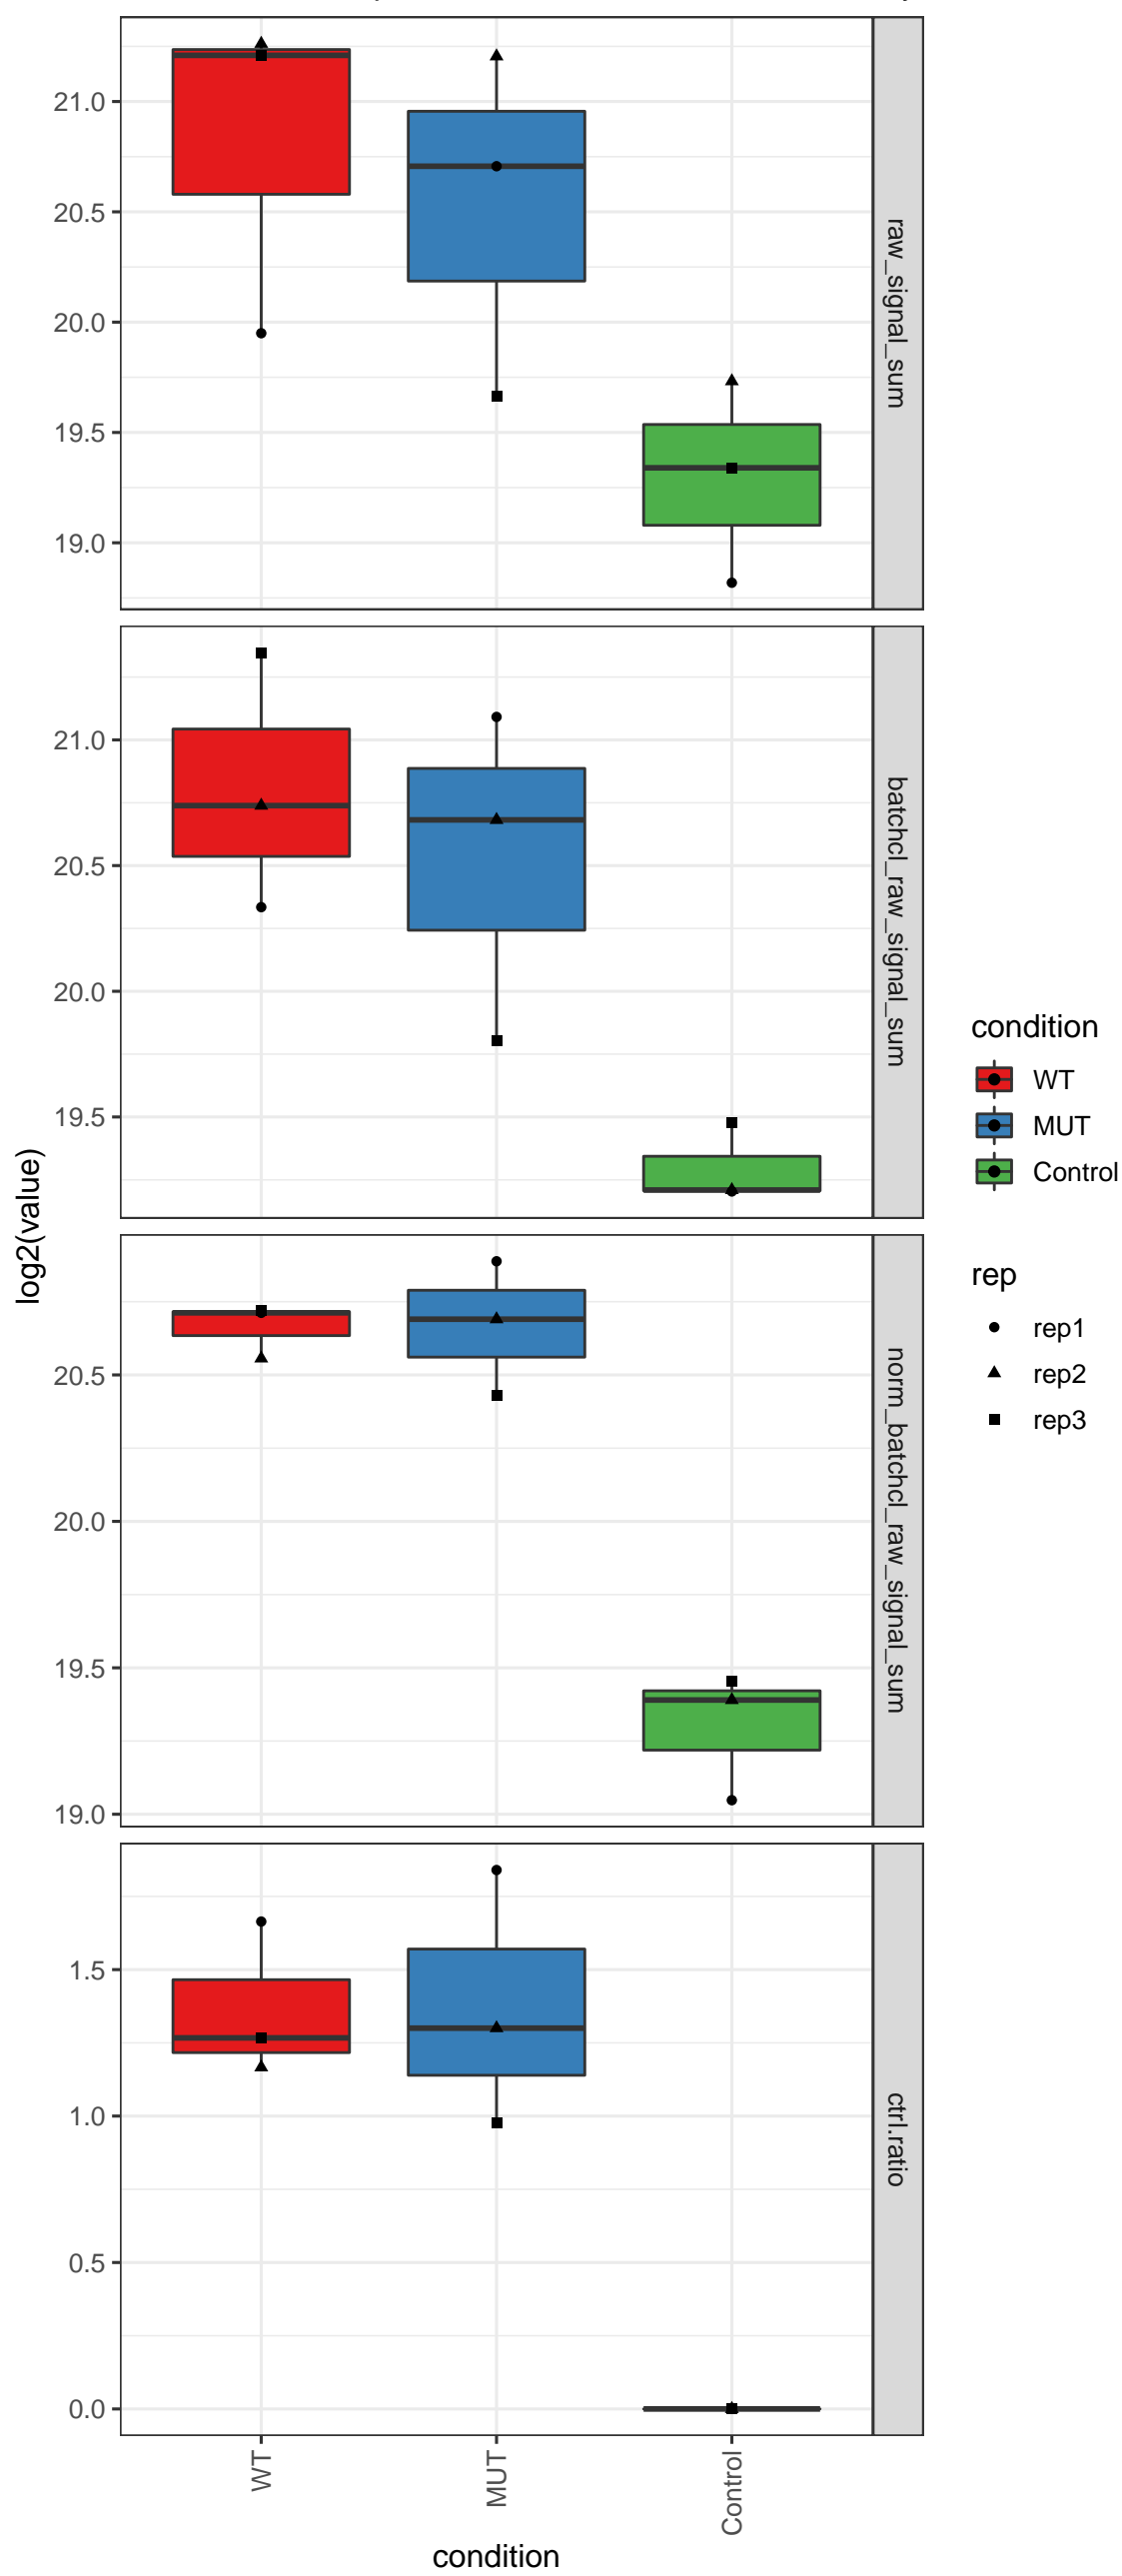 21.0
20.5
20.0
19.5
19.0
raw_signal_sum
21.0
20.5
20.0
19.5
batchcl_raw_signal_sum
20.5
20.0
19.5
19.0
norm_batchcl_raw_signal_sum
1.5
1.0
0.5
0.0
ctrl.ratio
log2(value)
WT
MUT
Control
condition
condition
WT
MUT
Control
rep
rep1
rep2
rep3